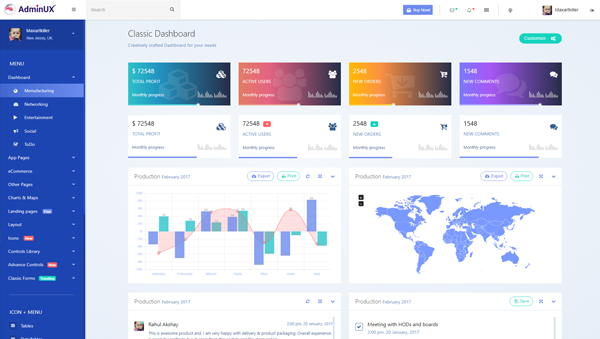 AdminUX
Search
Buy Now!
Maxartkiller
Maxartkiller
New Jersey, UK.
MENU
Dashboard
Menufacturing
Networking
Entertainment
Social
ToDo
App Pages
eCommerce
Other Pages
Charts & Maps
Landing pages
Layout
Icons New
Controls Library
Advance Controls New
Classic Forms
ICON + MENU
Tables
Classic Dashboard
Creatively crafted Dashboard for your needs
Customize
$ 72548
TOTAL PROFIT
Monthly progress
72548
ACTIVE USERS
Monthly progress
2548
NEW ORDERS
Monthly progress
1548
NEW COMMENTS
Monthly progress
$ 72548
TOTAL PROFIT
Monthly progress
72548
ACTIVE USERS
Monthly progress
2548
NEW ORDERS
Monthly progress
1548
NEW COMMENTS
Monthly progress
Production February 2017
Export
Print
Production February 2017
Export
Print
Production February 2017
Rahul Akshay
2:00 pm, 20 January, 2017
This is awesome product and, I am very happy with delivery & product packaging. Overall experience
Production February 2017
Save
Meeting with HODs and boards
2:00 pm, 20 January, 2017